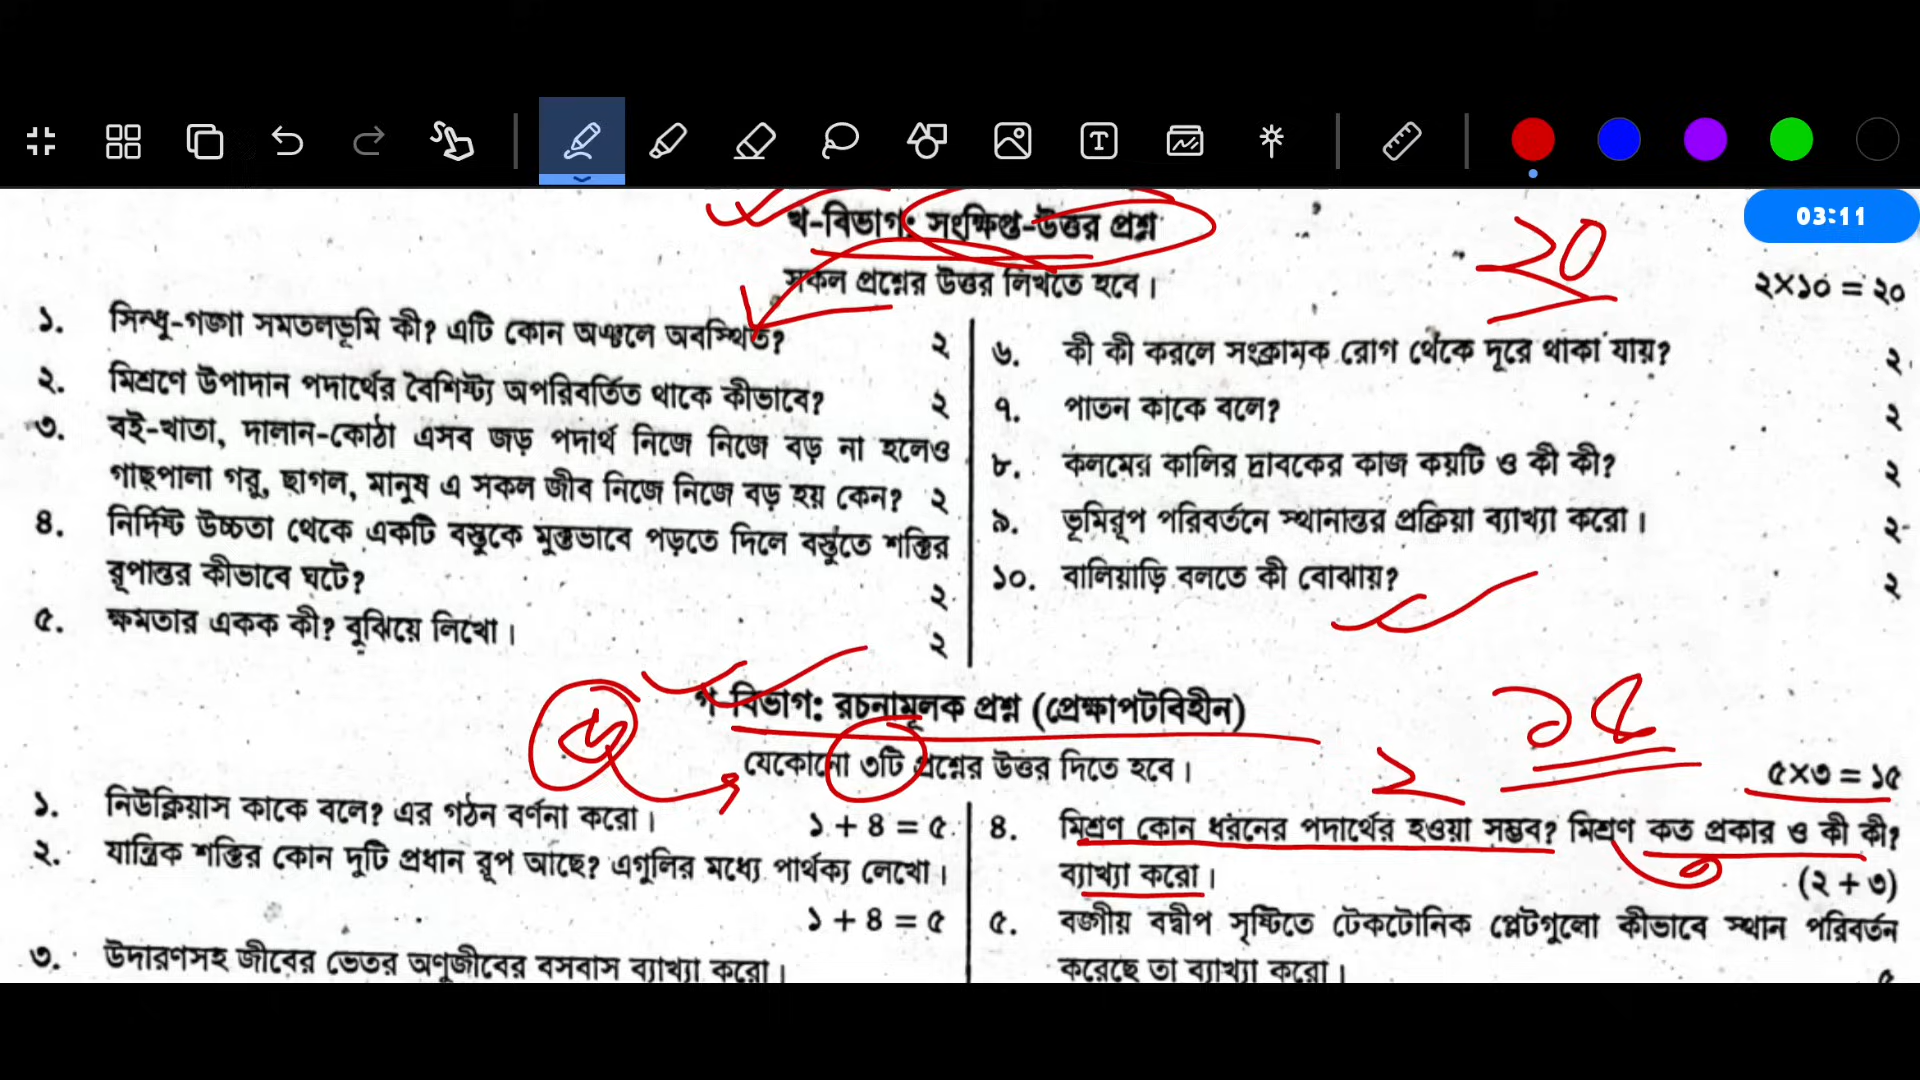 03:11
খ-বিভাগ: সংক্ষিপ্ত-উত্তর প্রশ্ন
২০
সকল প্রশ্নের উত্তর লিখতে হবে।
২×১০ = ২০
১. সিন্ধু-গঙ্গা সমতলভূমি কী? এটি কোন অঞ্চলে অবস্থিত? ২
২. মিশ্রণে উপাদান পদার্থের বৈশিষ্ট্য অপরিবর্তিত থাকে কীভাবে? ২
৩. বই-খাতা, দালান-কোঠা এসব জড় পদার্থ নিজে নিজে বড় না হলেও
গাছপালা গরু, ছাগল, মানুষ এ সকল জীব নিজে নিজে বড় হয় কেন? ২
৪. নির্দিষ্ট উচ্চতা থেকে একটি বস্তুকে মুক্তভাবে পড়তে দিলে বস্তুতে শক্তির
রূপান্তর কীভাবে ঘটে? ২
৫. ক্ষমতার একক কী? বুঝিয়ে লিখো। ২
৬. কী কী করলে সংক্রামক রোগ থেকে দূরে থাকা যায়? ২
৭. পাতন কাকে বলে? ২
৮. কলমের কালির দ্রাবকের কাজ কয়টি ও কী কী? ২
৯. ভূমিরূপ পরিবর্তনে স্থানান্তর প্রক্রিয়া ব্যাখ্যা করো। ২
১০. বালিয়াড়ি বলতে কী বোঝায়? ২
গ বিভাগ: রচনামূলক প্রশ্ন (প্রেক্ষাপটবিহীন)
যেকোনো ৩টি প্রশ্নের উত্তর দিতে হবে।
৫×৩ = ১৫
১. নিউক্লিয়াস কাকে বলে? এর গঠন বর্ণনা করো। ১ + ৪ = ৫
২. যান্ত্রিক শক্তির কোন দুটি প্রধান রূপ আছে? এগুলির মধ্যে পার্থক্য লেখো।
১ + ৪ = ৫
৩. উদারণসহ জীবের ভেতর অণুজীবের বসবাস ব্যাখ্যা করো।
৪. মিশ্রণ কোন ধরনের পদার্থের হওয়া সম্ভব? মিশ্রণ কত প্রকার ও কী কী?
ব্যাখ্যা করো। (২ + ৩)
৫. বঙ্গীয় বদ্বীপ সৃষ্টিতে টেকটোনিক প্লেটগুলো কীভাবে স্থান পরিবর্তন
করেছে তা ব্যাখ্যা করো। ৫